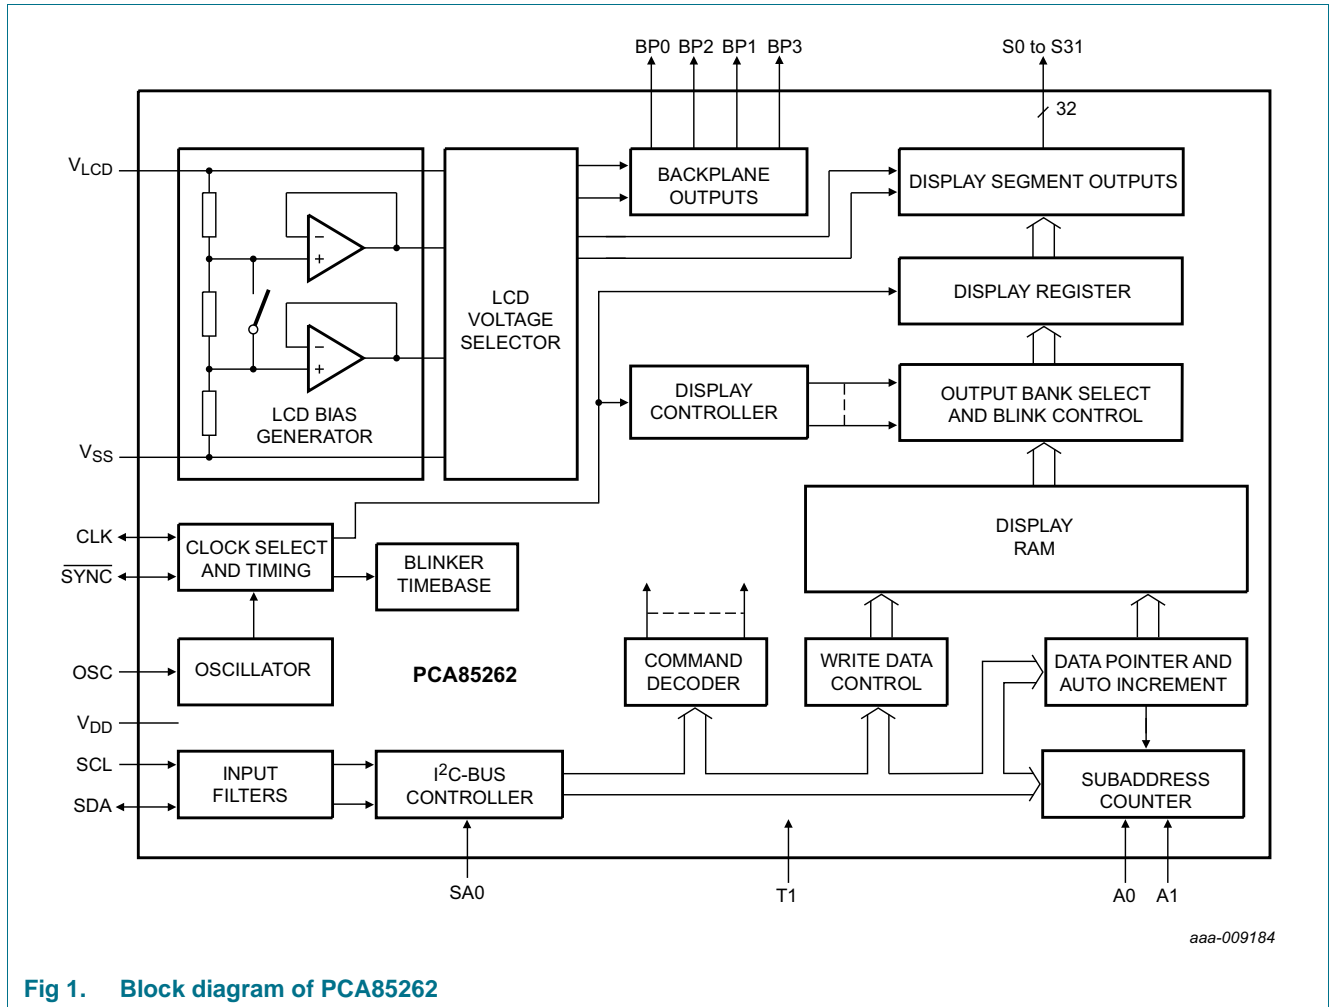 BP0 BP2 BP1 BP3
S0 to S31
32
VLCD
BACKPLANE
OUTPUTS
DISPLAY SEGMENT OUTPUTS
−
+
LCD
VOLTAGE
SELECTOR
DISPLAY REGISTER
−
+
DISPLAY
CONTROLLER
OUTPUT BANK SELECT
AND BLINK CONTROL
LCD BIAS
GENERATOR
VSS
CLK
CLOCK SELECT
AND TIMING
SYNC
BLINKER
TIMEBASE
DISPLAY
RAM
OSC
OSCILLATOR
PCA85262
COMMAND
DECODER
WRITE DATA
CONTROL
DATA POINTER AND
AUTO INCREMENT
VDD
SCL
SDA
INPUT
FILTERS
I2C-BUS
CONTROLLER
SUBADDRESS
COUNTER
SA0
T1
A0 A1
aaa-009184
Fig 1. Block diagram of PCA85262